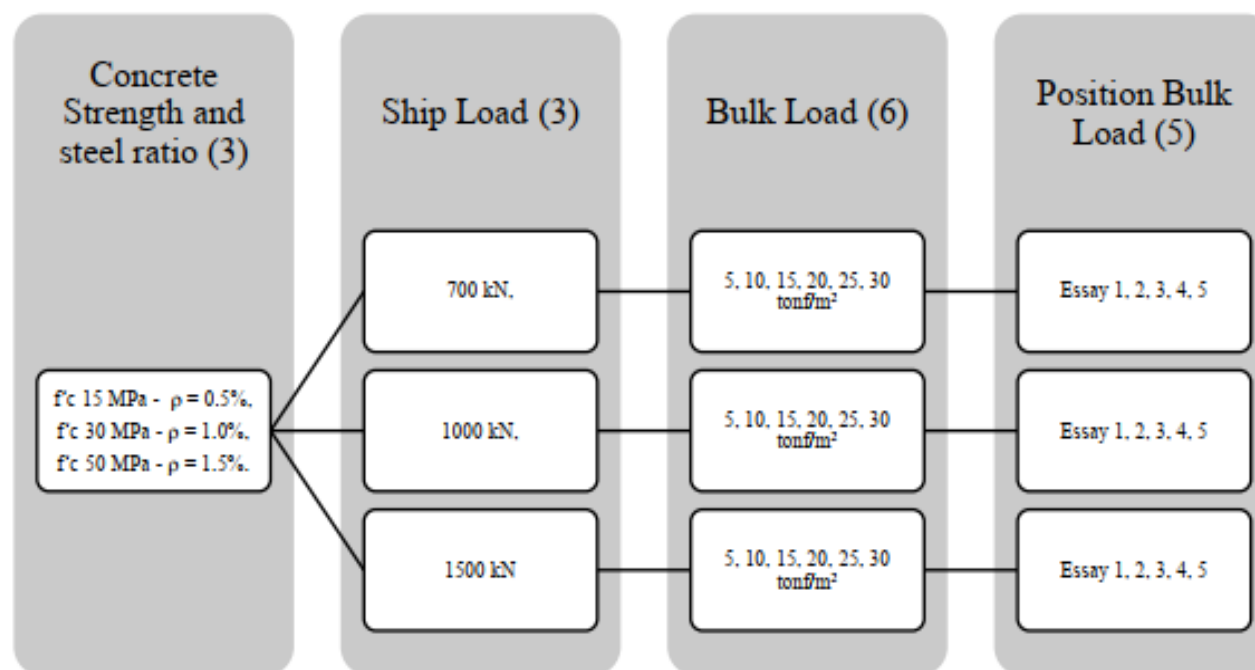 Concrete
Strength and
steel ratio (3)
Ship Load (3)
Bulk Load (6)
Position Bulk
Load (5)
f'c 15 MPa - ρ = 0.5%,
f'c 30 MPa - ρ = 1.0%,
f'c 50 MPa - ρ = 1.5%.
700 kN,
5, 10, 15, 20, 25, 30
tonf/m²
Essay 1, 2, 3, 4, 5
1000 kN,
5, 10, 15, 20, 25, 30
tonf/m²
Essay 1, 2, 3, 4, 5
1500 kN
5, 10, 15, 20, 25, 30
tonf/m²
Essay 1, 2, 3, 4, 5